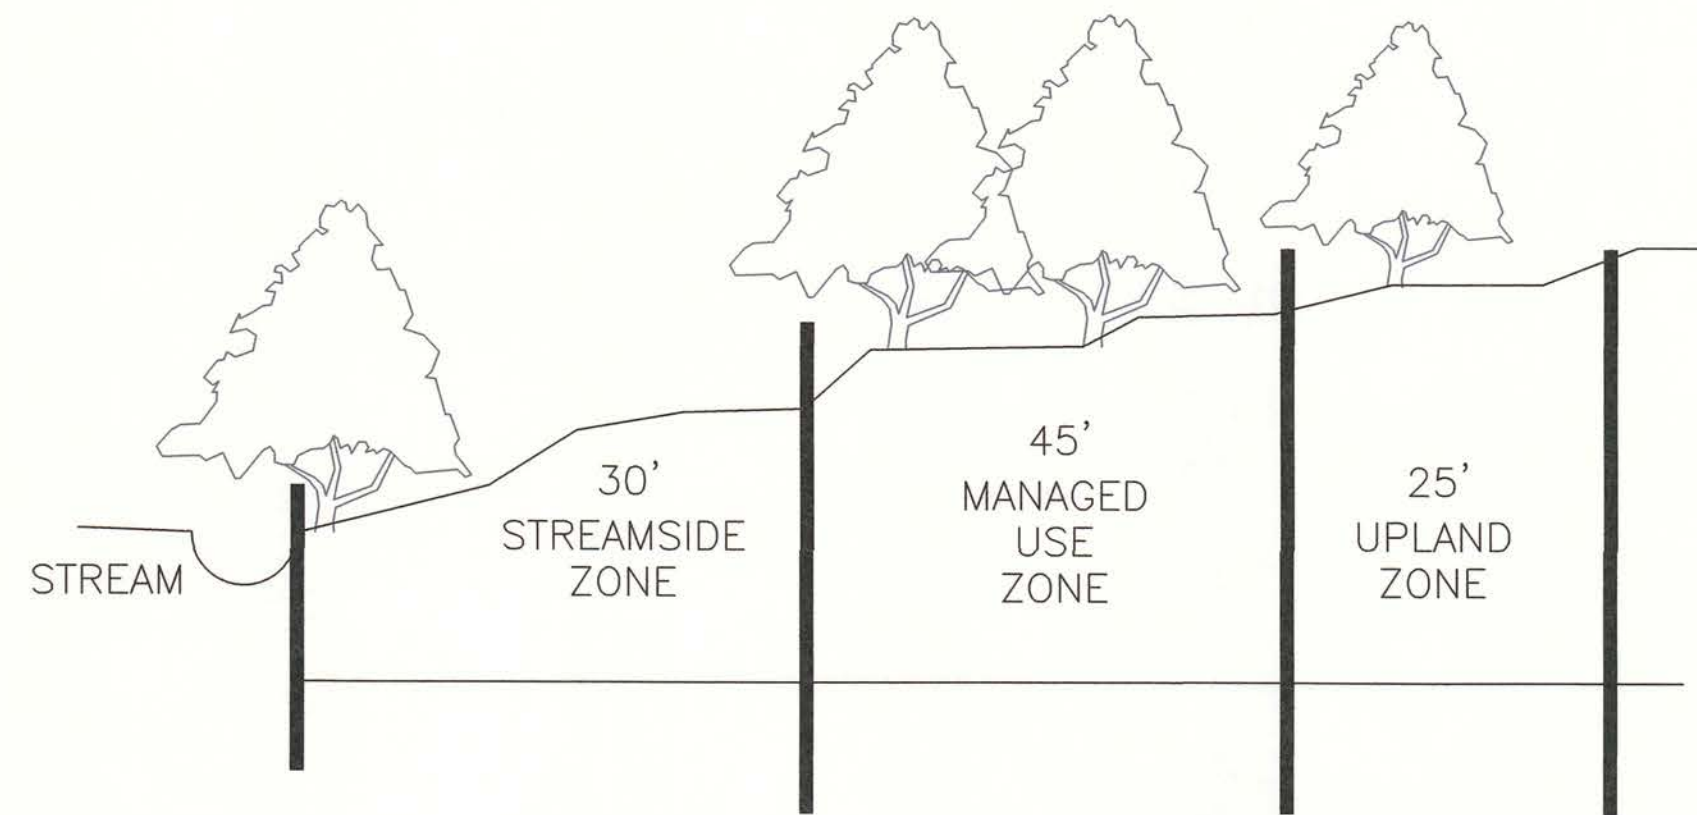 STREAM
30'
STREAMSIDE
ZONE
45'
MANAGED
USE
ZONE
25'
UPLAND
ZONE